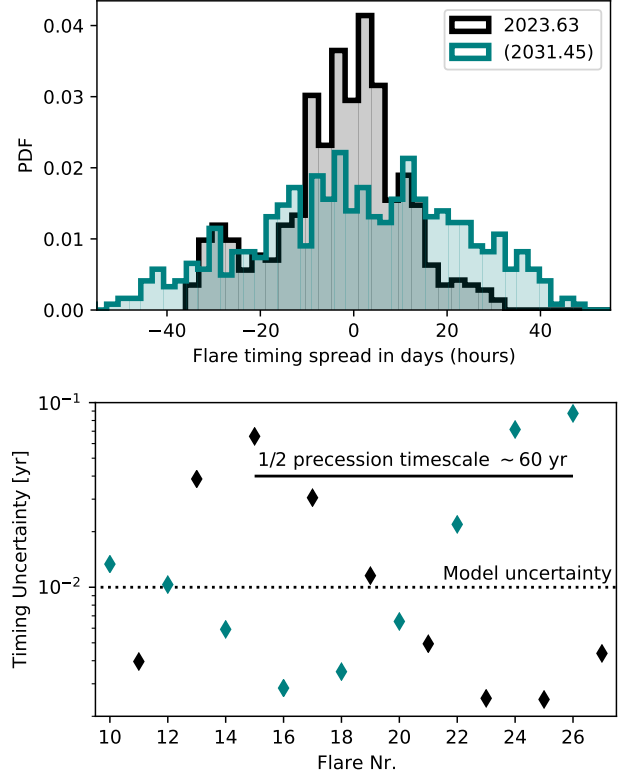 2023.63
(2031.45)
0.04
0.03
0.02
0.01
0.00
PDF
−40 −20 0 20 40
Flare timing spread in days (hours)
10⁻¹
10⁻²
Timing Uncertainty [yr]
1/2 precession timescale ~ 60 yr
Model uncertainty
10 12 14 16 18 20 22 24 26
Flare Nr.